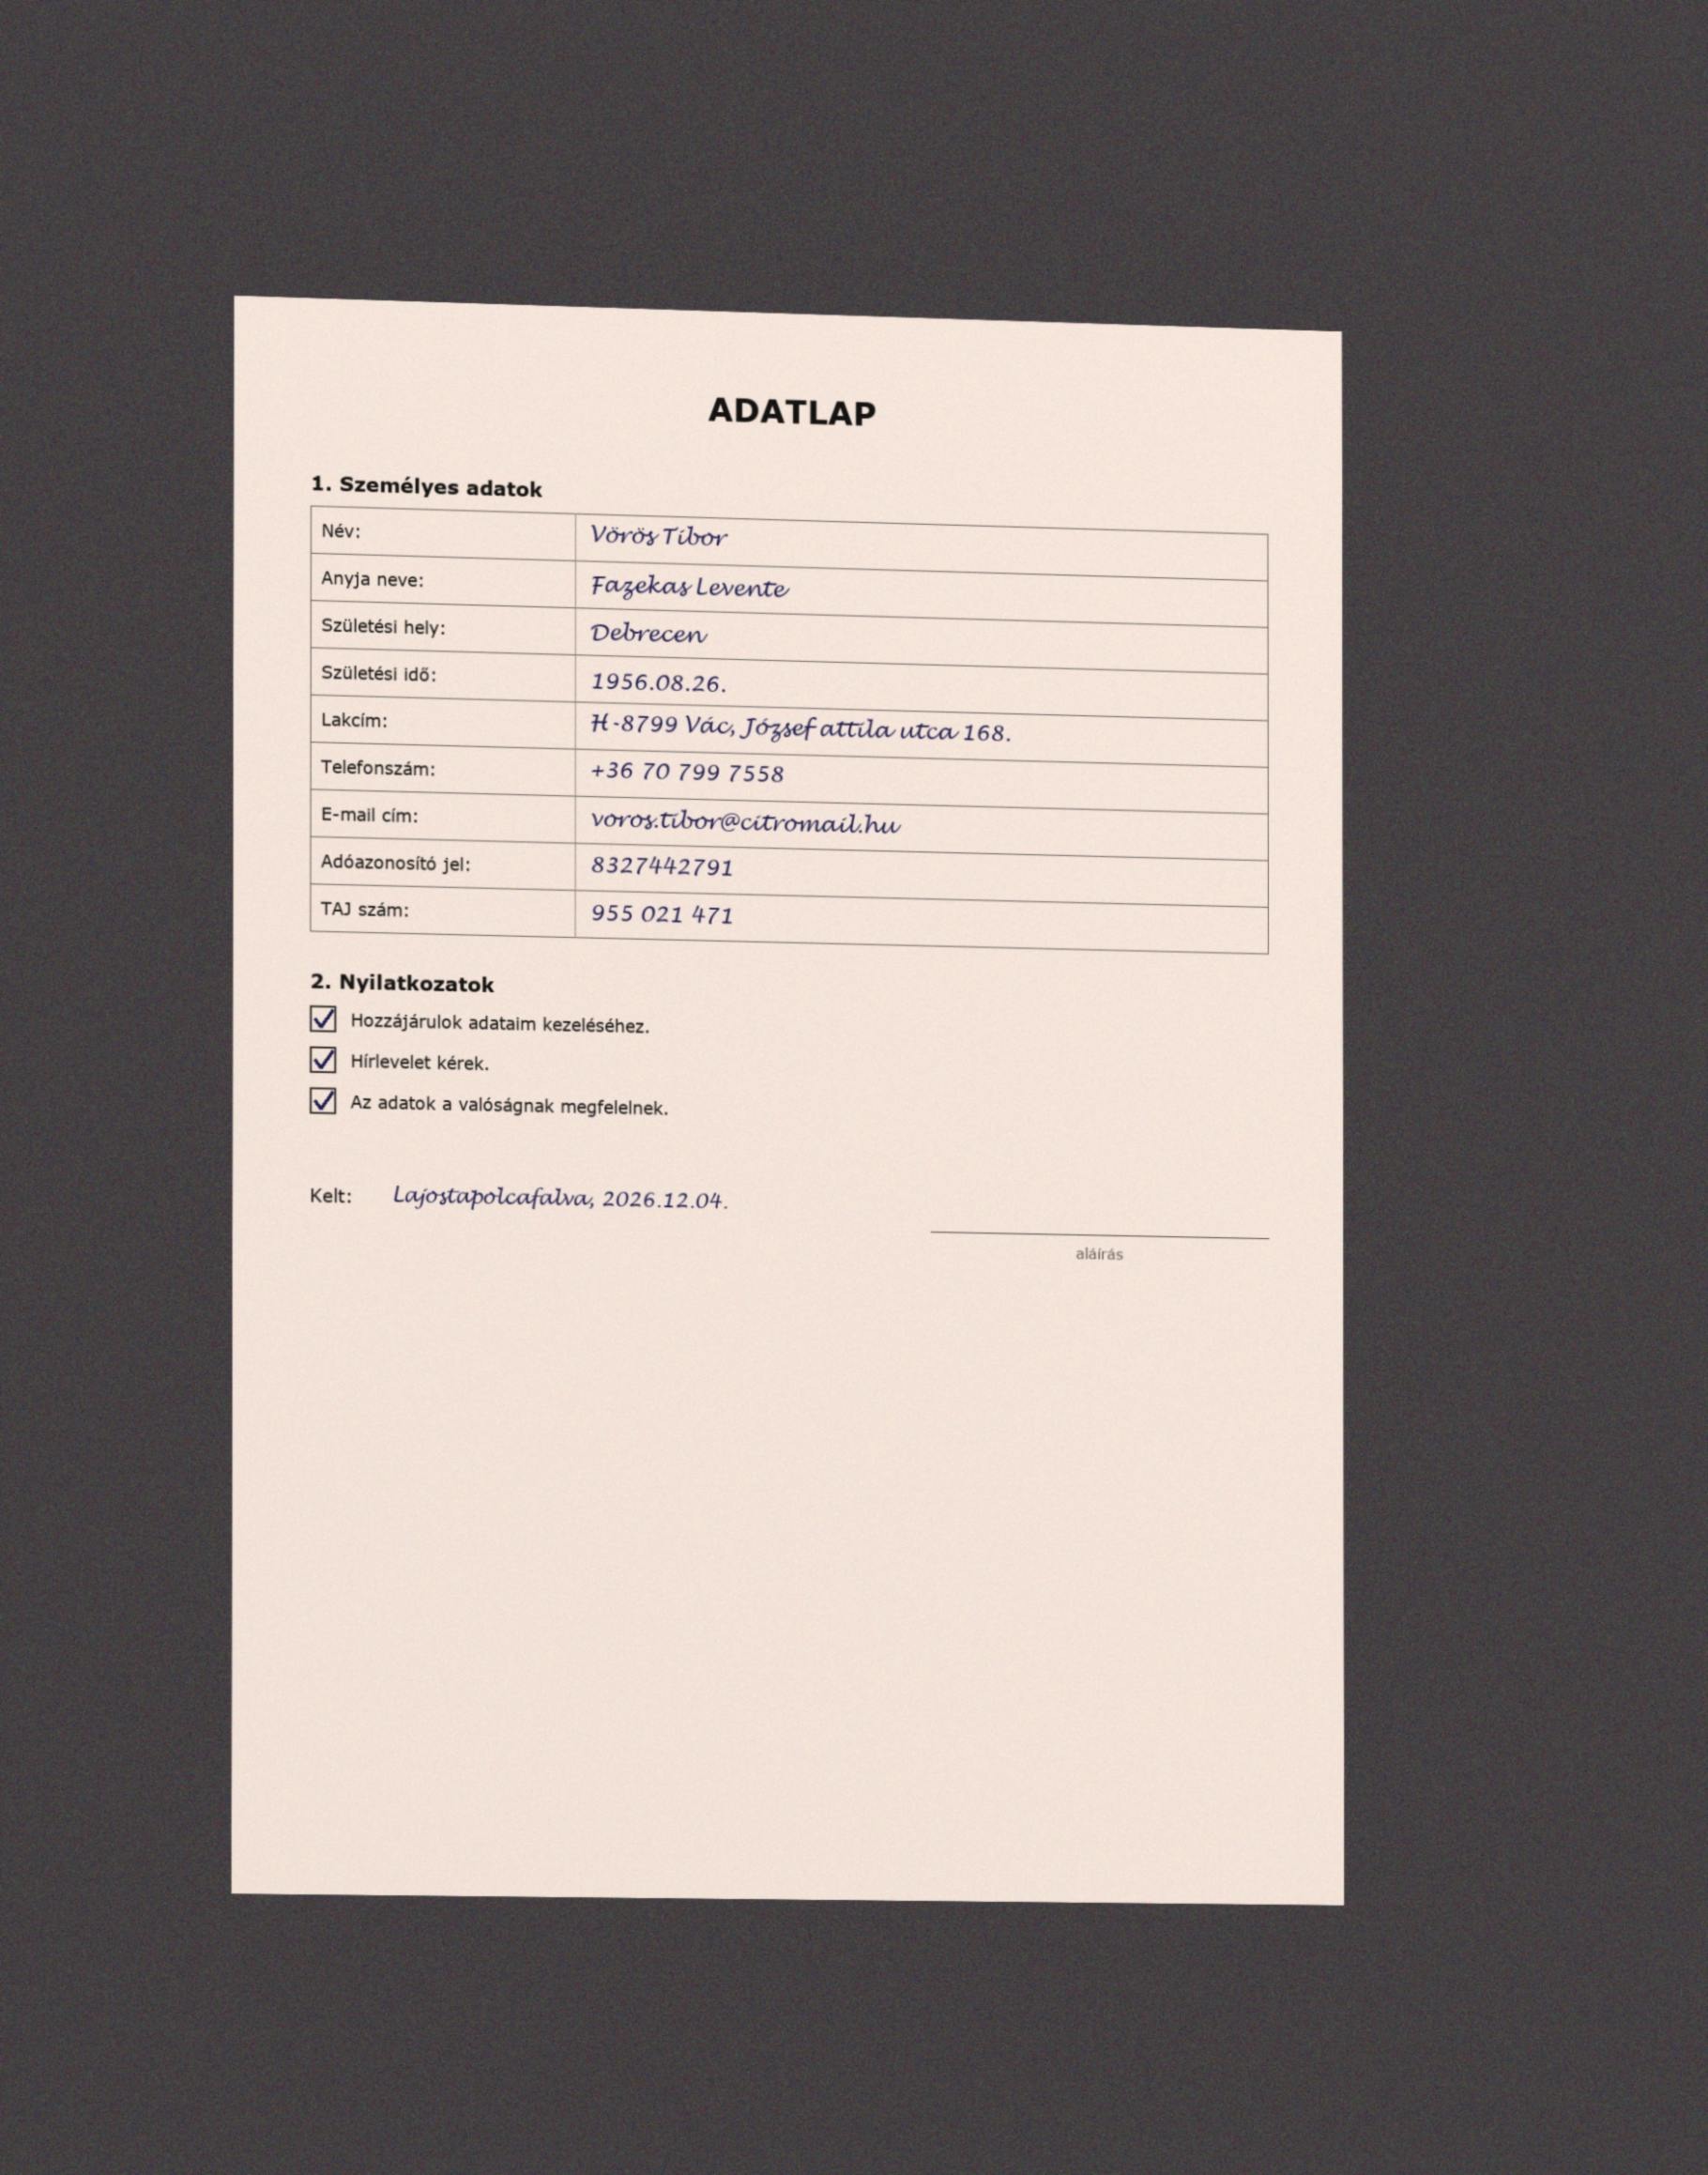 ADATLAP
1. Személyes adatok
Név: Vörös Tibor
Anyja neve: Fazekas Levente
Születési hely: Debrecen
Születési idő: 1956.08.26.
Lakcím: H-8799 Vác, József attila utca 168.
Telefonszám: +36 70 799 7558
E-mail cím: voros.tibor@citromail.hu
Adóazonosító jel: 8327442791
TAJ szám: 955 021 471
2. Nyilatkozatok
Hozzájárulok adataim kezeléséhez.
Hírlevelet kérek.
Az adatok a valóságnak megfelelnek.
Kelt: Lajostapolcafalva, 2026.12.04.
aláírás